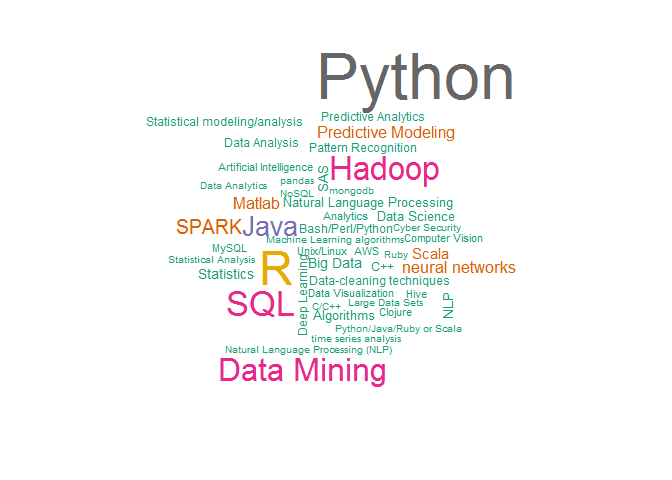 Python
Predictive Analytics
Statistical modeling/analysis
Predictive Modeling
Data Analysis
Pattern Recognition
Artificial Intelligence
SAS
Hadoop
Data Analytics
pandas
NoSQL
mongodb
Matlab
Natural Language Processing
Analytics
Data Science
SPARK
Java
Bash/Perl/Python
Cyber Security
Machine Learning algorithms
Computer Vision
MySQL
Unix/Linux
AWS
Ruby
Scala
Statistical Analysis
R
Big Data
C++
neural networks
Statistics
Deep Learning
Data-cleaning techniques
SQL
Data Visualization
Hive
NLP
C/C++
Large Data Sets
Algorithms
Clojure
Python/Java/Ruby or Scala
time series analysis
Natural Language Processing (NLP)
Data Mining